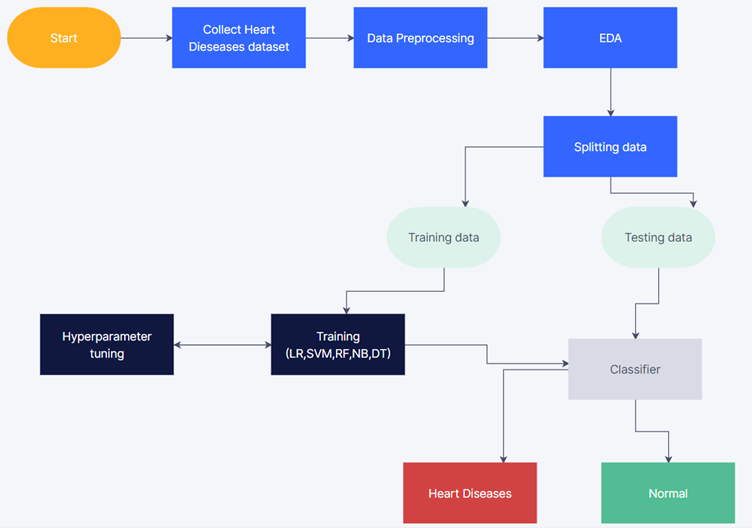 Start
Collect Heart
Dieseases dataset
Data Preprocessing
EDA
Splitting data
Training data
Testing data
Hyperparameter
tuning
Training
(LR,SVM,RF,NB,DT)
Classifier
Heart Diseases
Normal